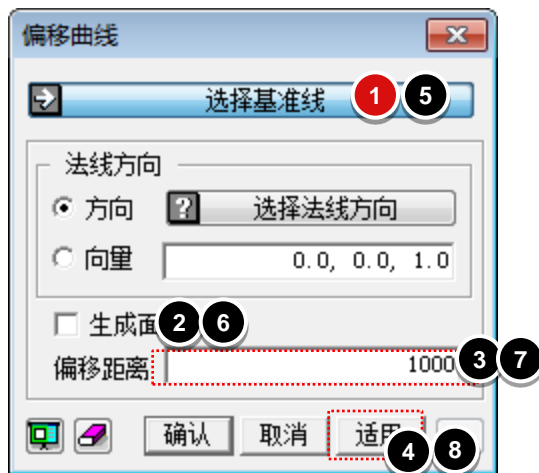 偏移曲线
选择基准线 1 5
法线方向
方向 ? 选择法线方向
向量 0.0, 0.0, 1.0
生成面 2 6
偏移距离 1000 3 7
确认 取消 适用 4 8